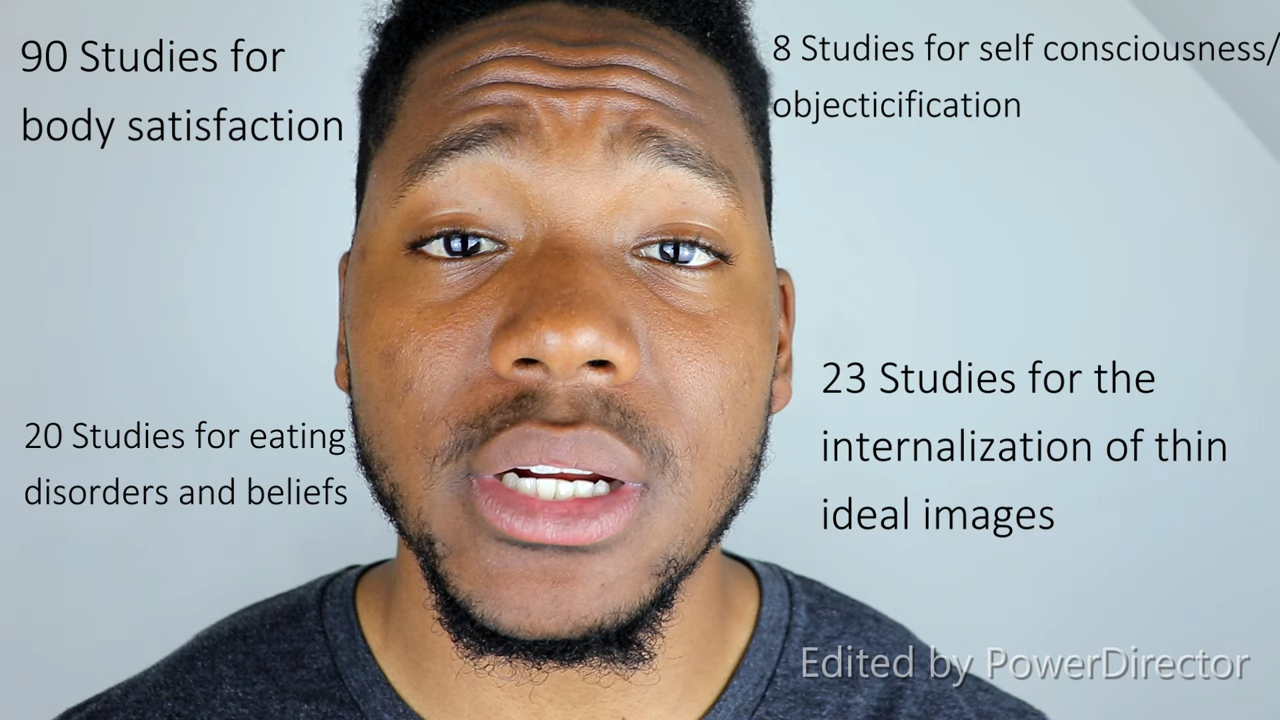 90 Studies for
body satisfaction
8 Studies for self consciousness/
objecticification
20 Studies for eating
disorders and beliefs
23 Studies for the
internalization of thin
ideal images
Edited by PowerDirector